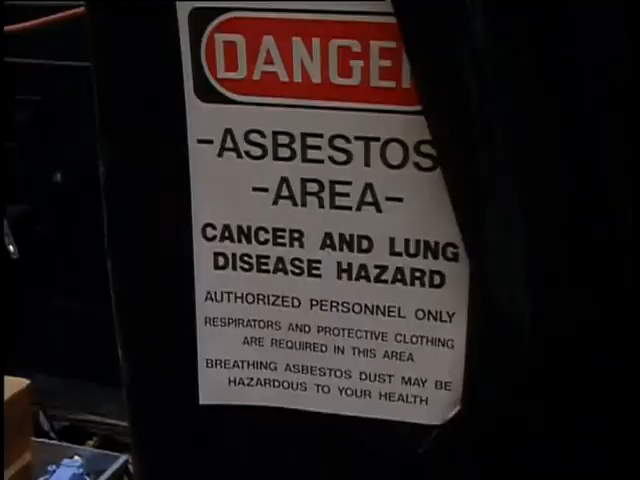 DANGER
-ASBESTOS
-AREA-
CANCER AND LUNG
DISEASE HAZARD
AUTHORIZED PERSONNEL ONLY
RESPIRATORS AND PROTECTIVE CLOTHING
ARE REQUIRED IN THIS AREA
BREATHING ASBESTOS DUST MAY BE
HAZARDOUS TO YOUR HEALTH